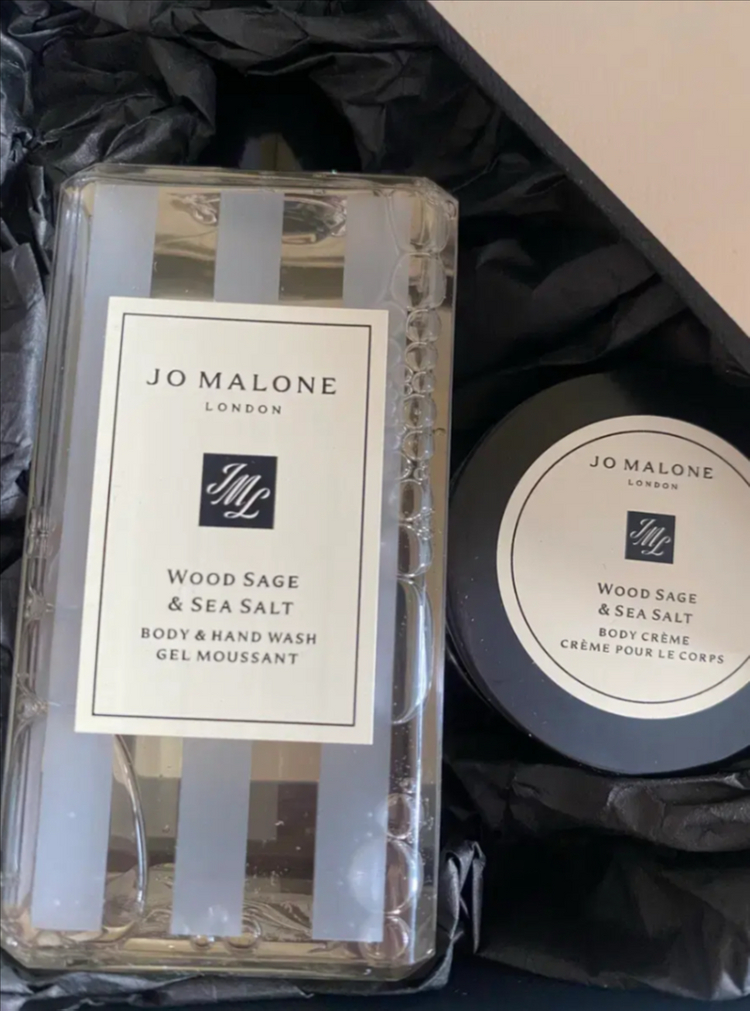 JO MALONE
LONDON
JML
WOOD SAGE
& SEA SALT
BODY & HAND WASH
GEL MOUSSANT
JO MALONE
LONDON
JML
WOOD SAGE
& SEA SALT
BODY CRÈME
CRÈME POUR LE CORPS